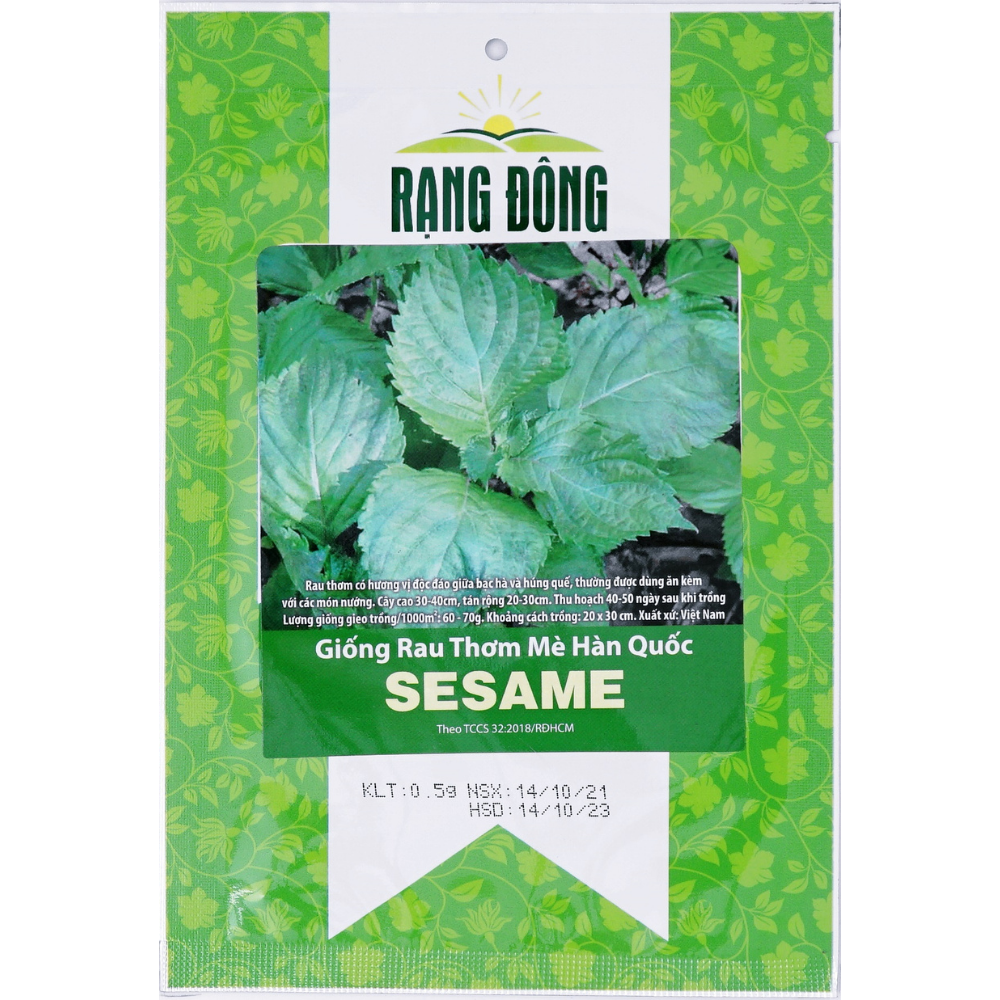 RẠNG ĐÔNG
Rau thơm có hương vị độc đáo giữa bạc hà và húng quế, thường được dùng ăn kèm
với các món nướng. Cây cao 30-40cm, tán rộng 20-30cm. Thu hoạch 40-50 ngày sau khi trồng
Lượng giống gieo trồng/1000m²: 60 - 70g. Khoảng cách trồng: 20 x 30 cm. Xuất xứ: Việt Nam
Giống Rau Thơm Mè Hàn Quốc
SESAME
Theo TCCS 32:2018/RĐHCM
KLT:0.5g NSX:14/10/21
HSD:14/10/23